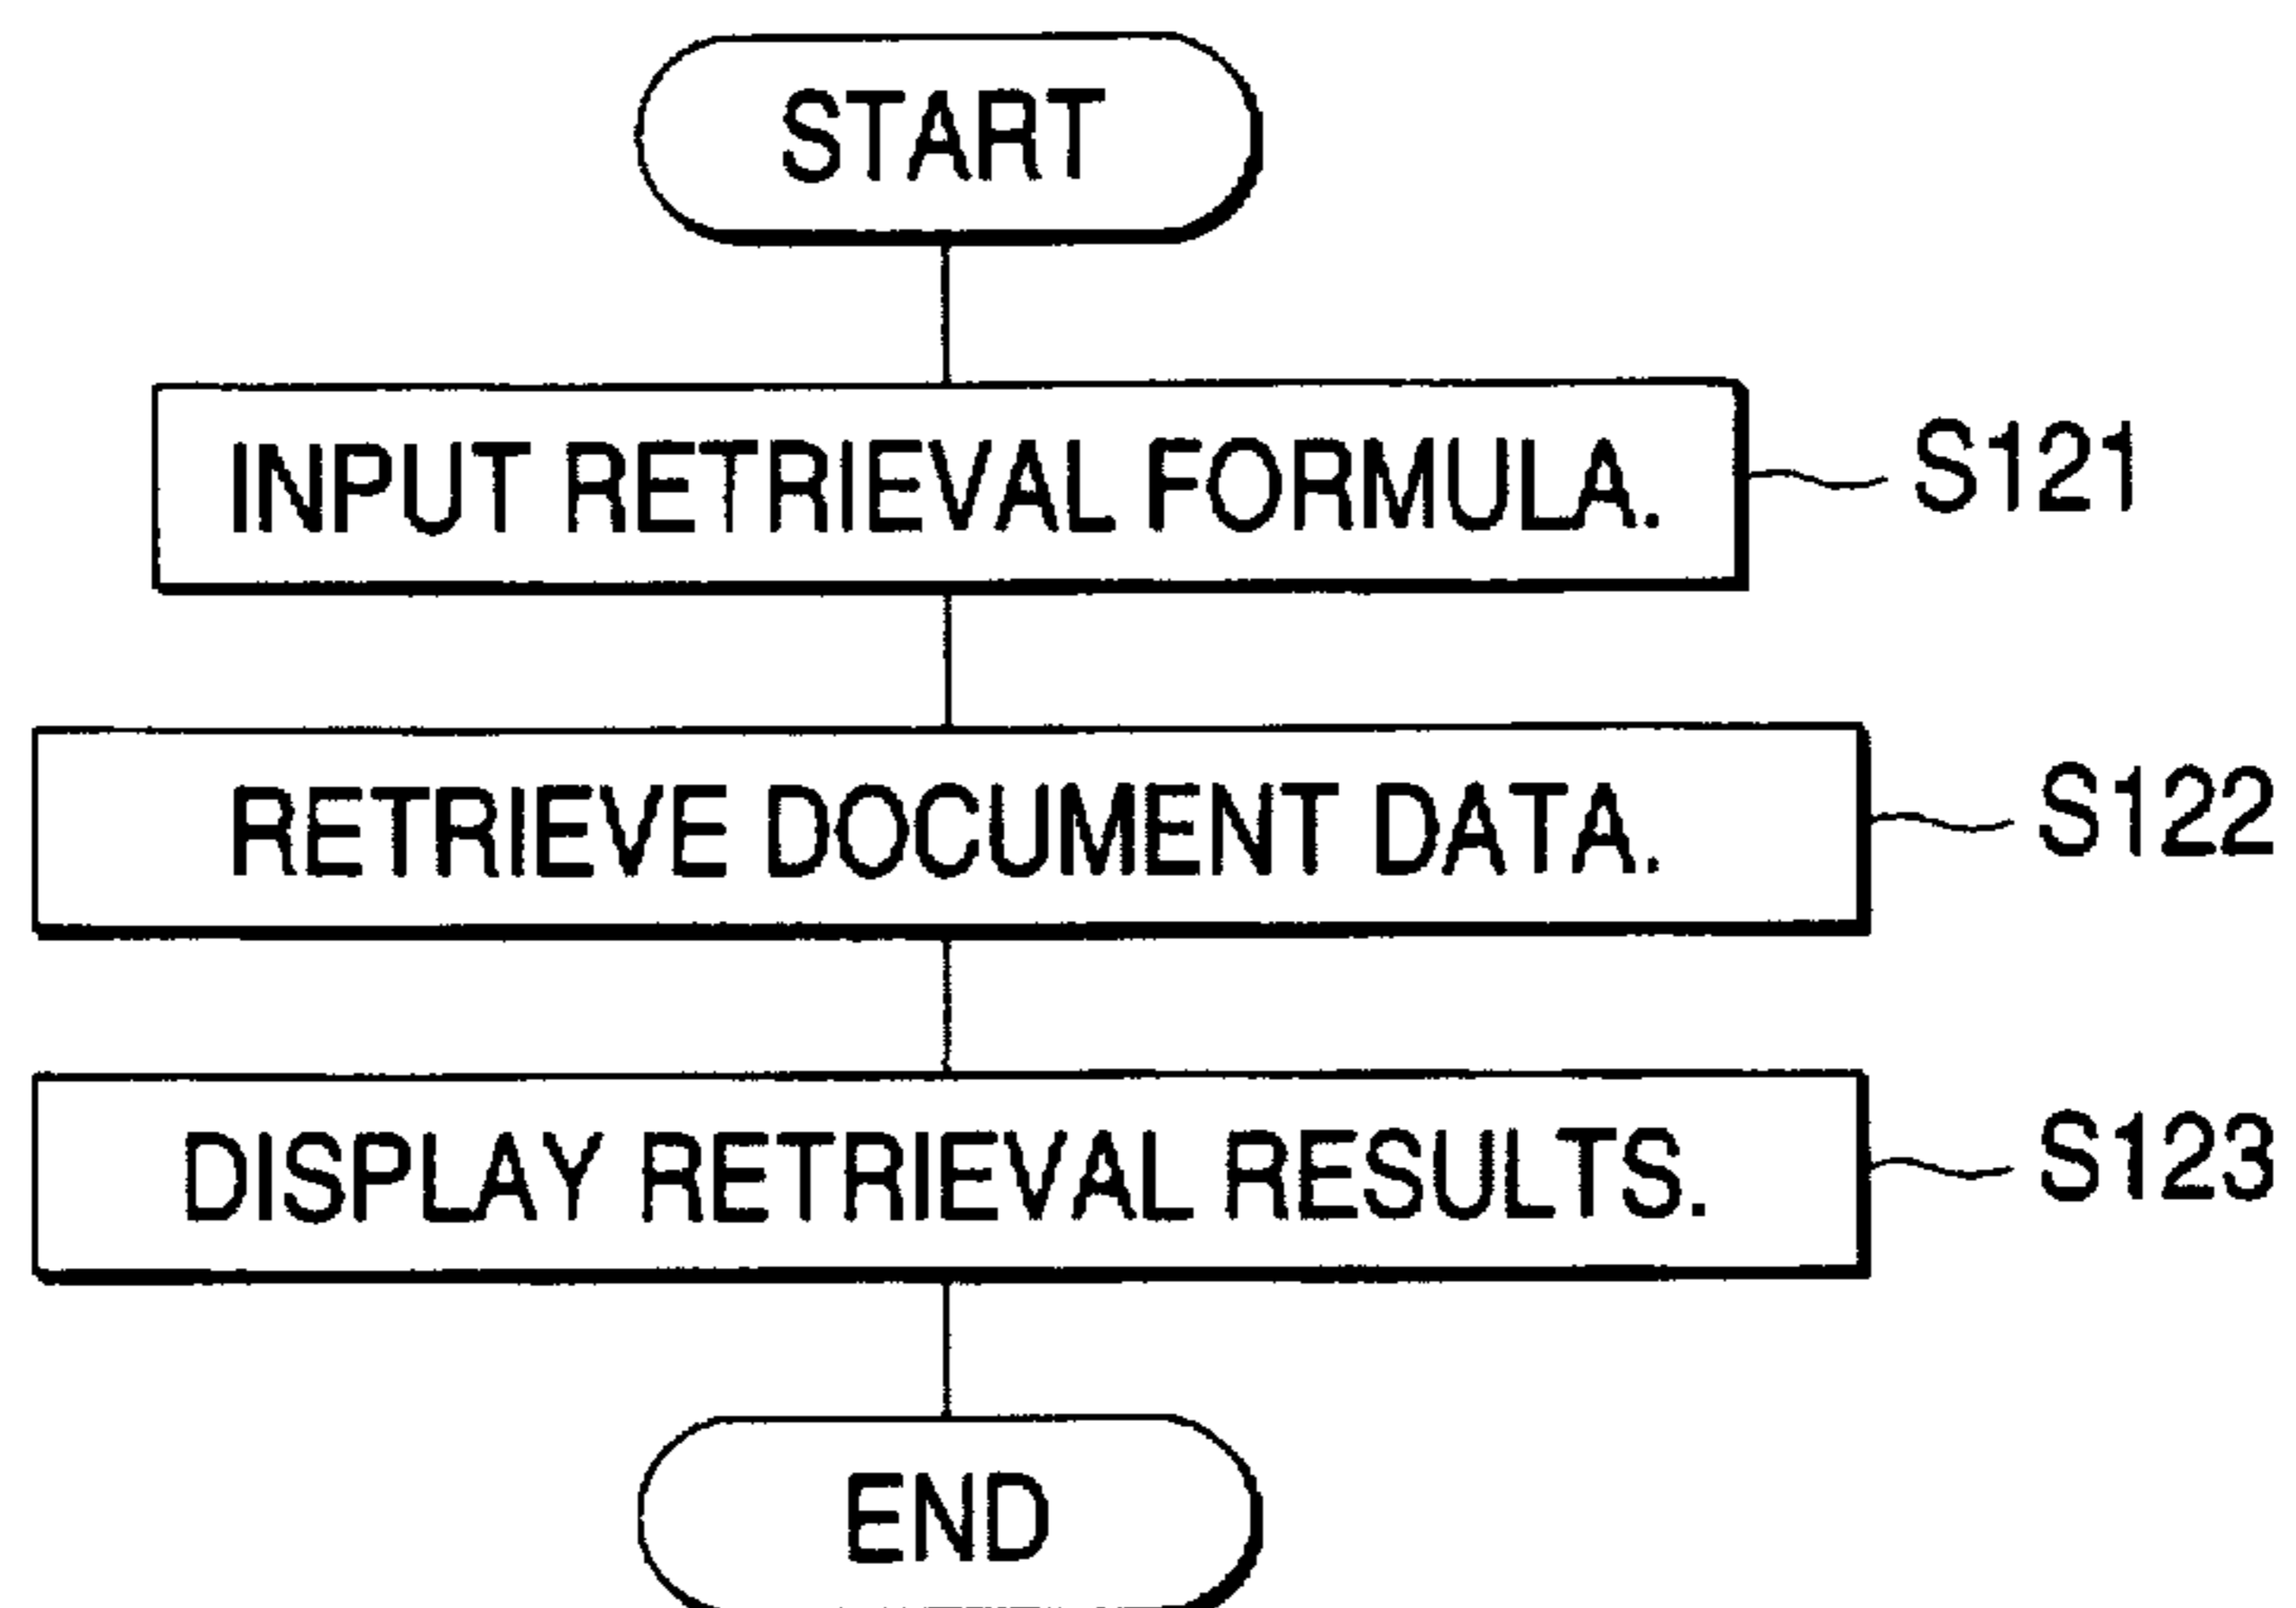 START
INPUT RETRIEVAL FORMULA. S121
RETRIEVE DOCUMENT DATA. S122
DISPLAY RETRIEVAL RESULTS. S123
END